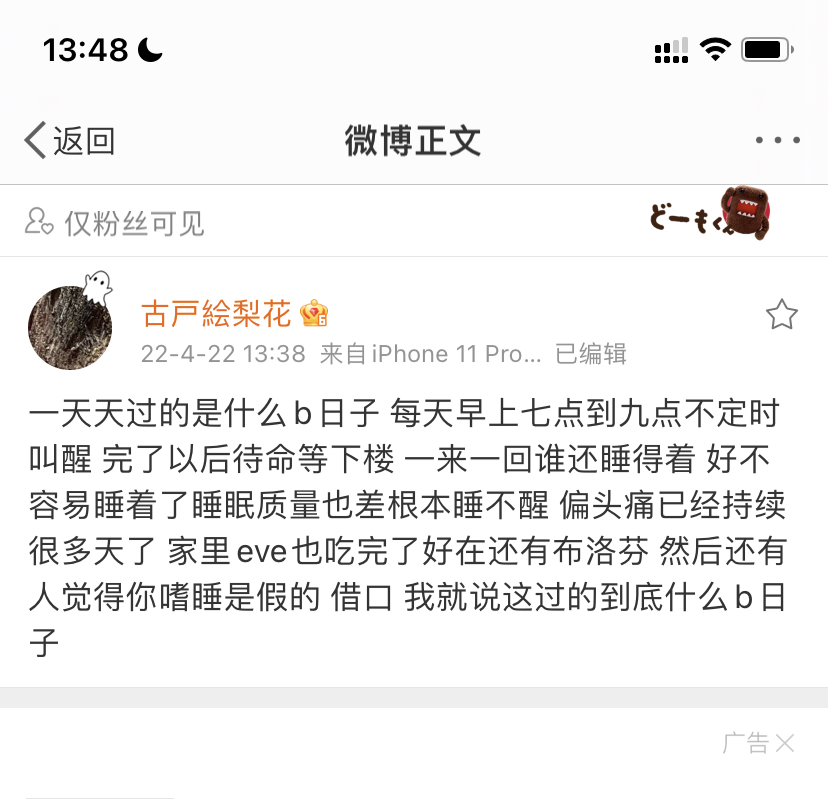 13:48
返回
微博正文
仅粉丝可见
どーもくん
古戸絵梨花
22-4-22 13:38 来自iPhone 11 Pro... 已编辑
一天天过的是什么b日子 每天早上七点到九点不定时
叫醒 完了以后待命等下楼 一来一回谁还睡得着 好不
容易睡着了睡眠质量也差根本睡不醒 偏头痛已经持续
很多天了 家里eve也吃完了好在还有布洛芬 然后还有
人觉得你嗜睡是假的 借口 我就说这过的到底什么b日
子
广告